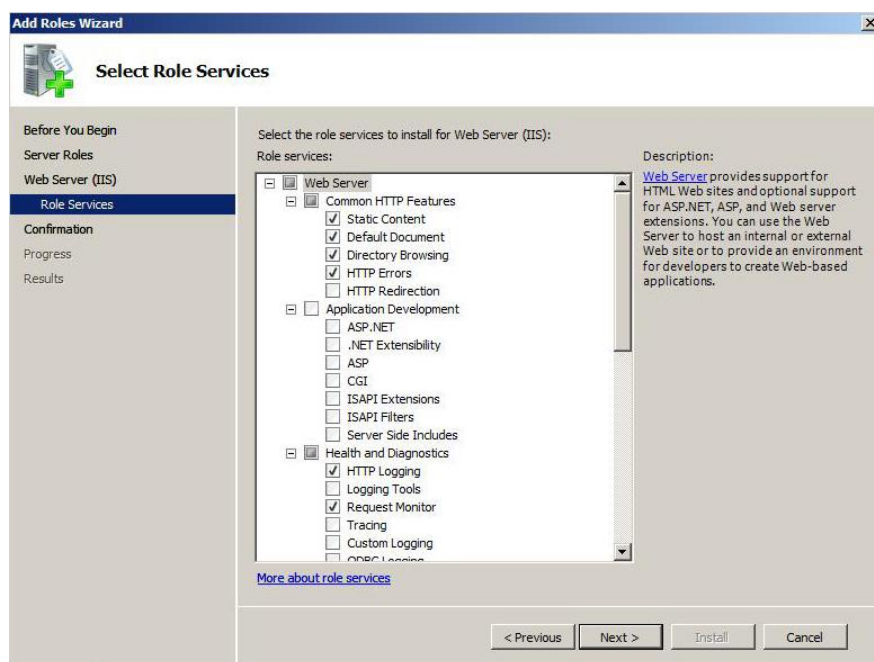 Add Roles Wizard
Select Role Services
Before You Begin
Server Roles
Web Server (IIS)
Role Services
Confirmation
Progress
Results
Select the role services to install for Web Server (IIS):
Role services:
Web Server
Common HTTP Features
Static Content
Default Document
Directory Browsing
HTTP Errors
HTTP Redirection
Application Development
ASP.NET
.NET Extensibility
ASP
CGI
ISAPI Extensions
ISAPI Filters
Server Side Includes
Health and Diagnostics
HTTP Logging
Logging Tools
Request Monitor
Tracing
Custom Logging
ODBC Logging
More about role services
Description:
Web Server provides support for
HTML Web sites and optional support
for ASP.NET, ASP, and Web server
extensions. You can use the Web
Server to host an internal or external
Web site or to provide an environment
for developers to create Web-based
applications.
< Previous
Next >
Install
Cancel